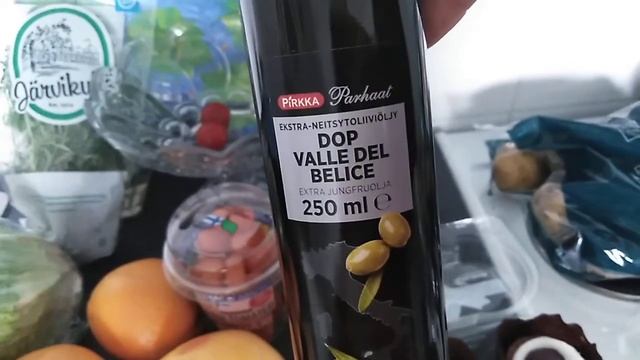 Järviky
PIRKKA Parhaat
EKSTRA-NEITSYTOLIIVIÖLJY
DOP
VALLE DEL
BELICE
EXTRA JUNGFRUOLJA
250 ml ℮